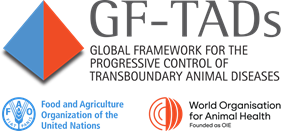 GF-TADs
GLOBAL FRAMEWORK FOR THE
PROGRESSIVE CONTROL OF
TRANSBOUNDARY ANIMAL DISEASES
Food and Agriculture
Organization of the
United Nations
World Organisation
for Animal Health
Founded as OIE